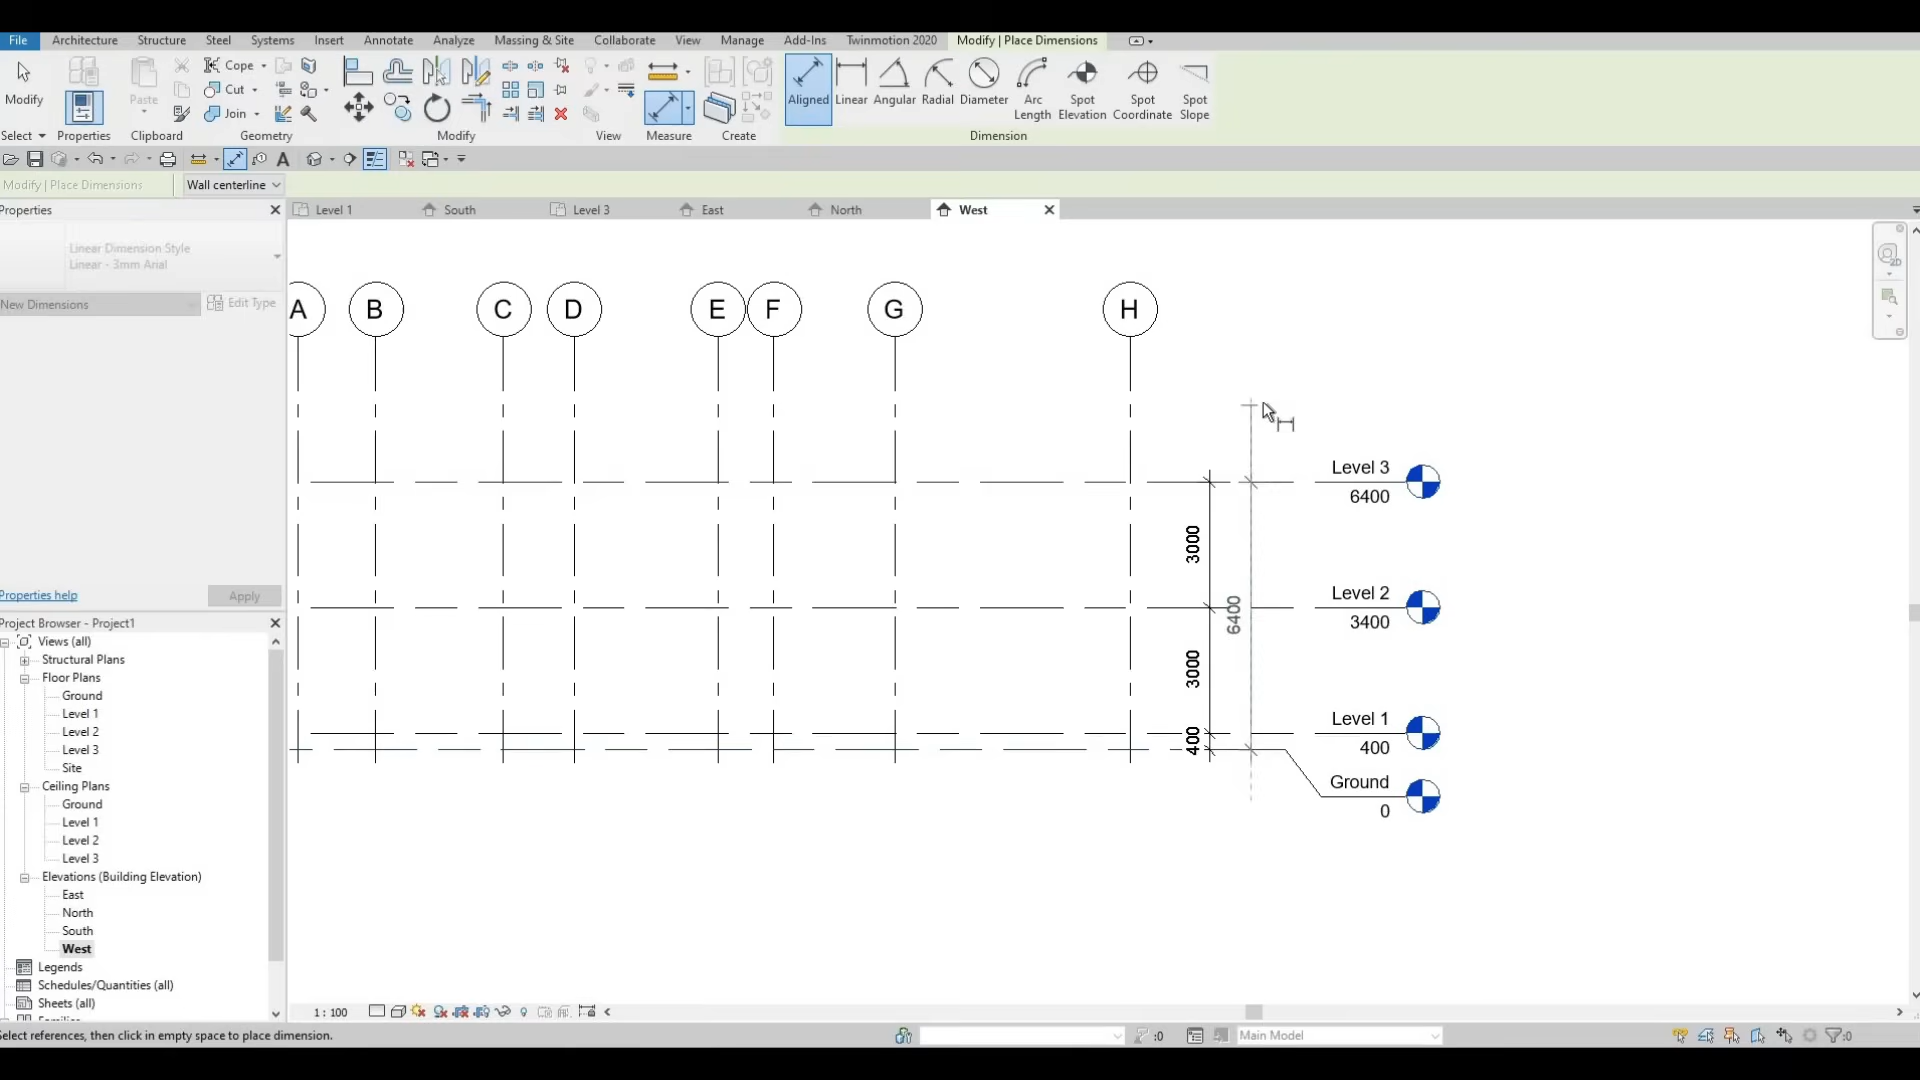 File Architecture Structure Steel Systems Insert Annotate Analyze Massing & Site Collaborate View Manage Add-Ins Twinmotion 2020 Modify | Place Dimensions
Modify Paste Cope Cut Join Aligned Linear Angular Radial Diameter Arc Length Spot Elevation Spot Coordinate Spot Slope
Select Properties Clipboard Geometry Modify View Measure Create Dimension
Modify | Place Dimensions Wall centerline
Properties
Level 1 South Level 3 East North West
Linear Dimension Style
Linear - 3mm Arial
New Dimensions Edit Type
A B C D E F G H
Level 3
6400
3000
Level 2
3400
6400
3000
Level 1
400
400
Ground
0
Properties help Apply
Project Browser - Project1
Views (all)
Structural Plans
Floor Plans
Ground
Level 1
Level 2
Level 3
Site
Ceiling Plans
Ground
Level 1
Level 2
Level 3
Elevations (Building Elevation)
East
North
South
West
Legends
Schedules/Quantities (all)
Sheets (all)
1 : 100
Select references, then click in empty space to place dimension. :0 Main Model :0
2D